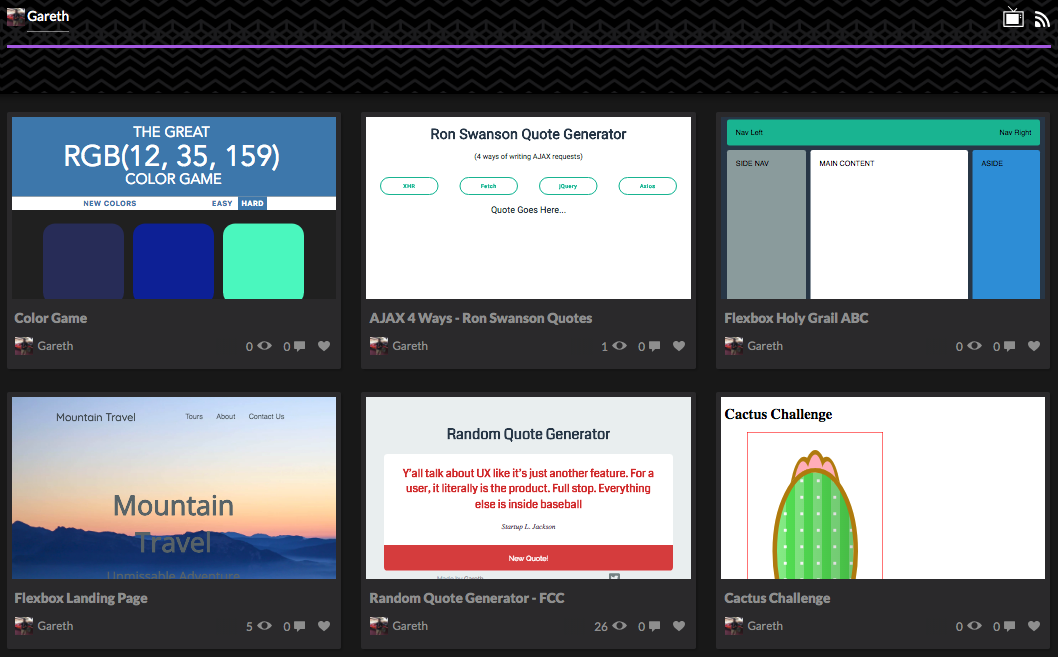 Gareth
THE GREAT
RGB(12, 35, 159)
COLOR GAME
NEW COLORS EASY HARD
Color Game
Gareth 0 0
Ron Swanson Quote Generator
(4 ways of writing AJAX requests)
XHR Fetch jQuery Axios
Quote Goes Here...
AJAX 4 Ways - Ron Swanson Quotes
Gareth 1 0
Nav Left Nav Right
SIDE NAV MAIN CONTENT ASIDE
Flexbox Holy Grail ABC
Gareth 0 0
Mountain Travel Tours About Contact Us
Mountain
Travel
Unmissable Adventure
Flexbox Landing Page
Gareth 5 0
Random Quote Generator
Y'all talk about UX like it's just another feature. For a
user, it literally is the product. Full stop. Everything
else is inside baseball
Startup L. Jackson
New Quote!
Made by Gareth
Random Quote Generator - FCC
Gareth 26 0
Cactus Challenge
Cactus Challenge
Gareth 0 0